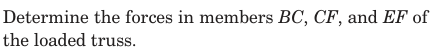 Determine the forces in members BC, CF, and EF of
the loaded truss.